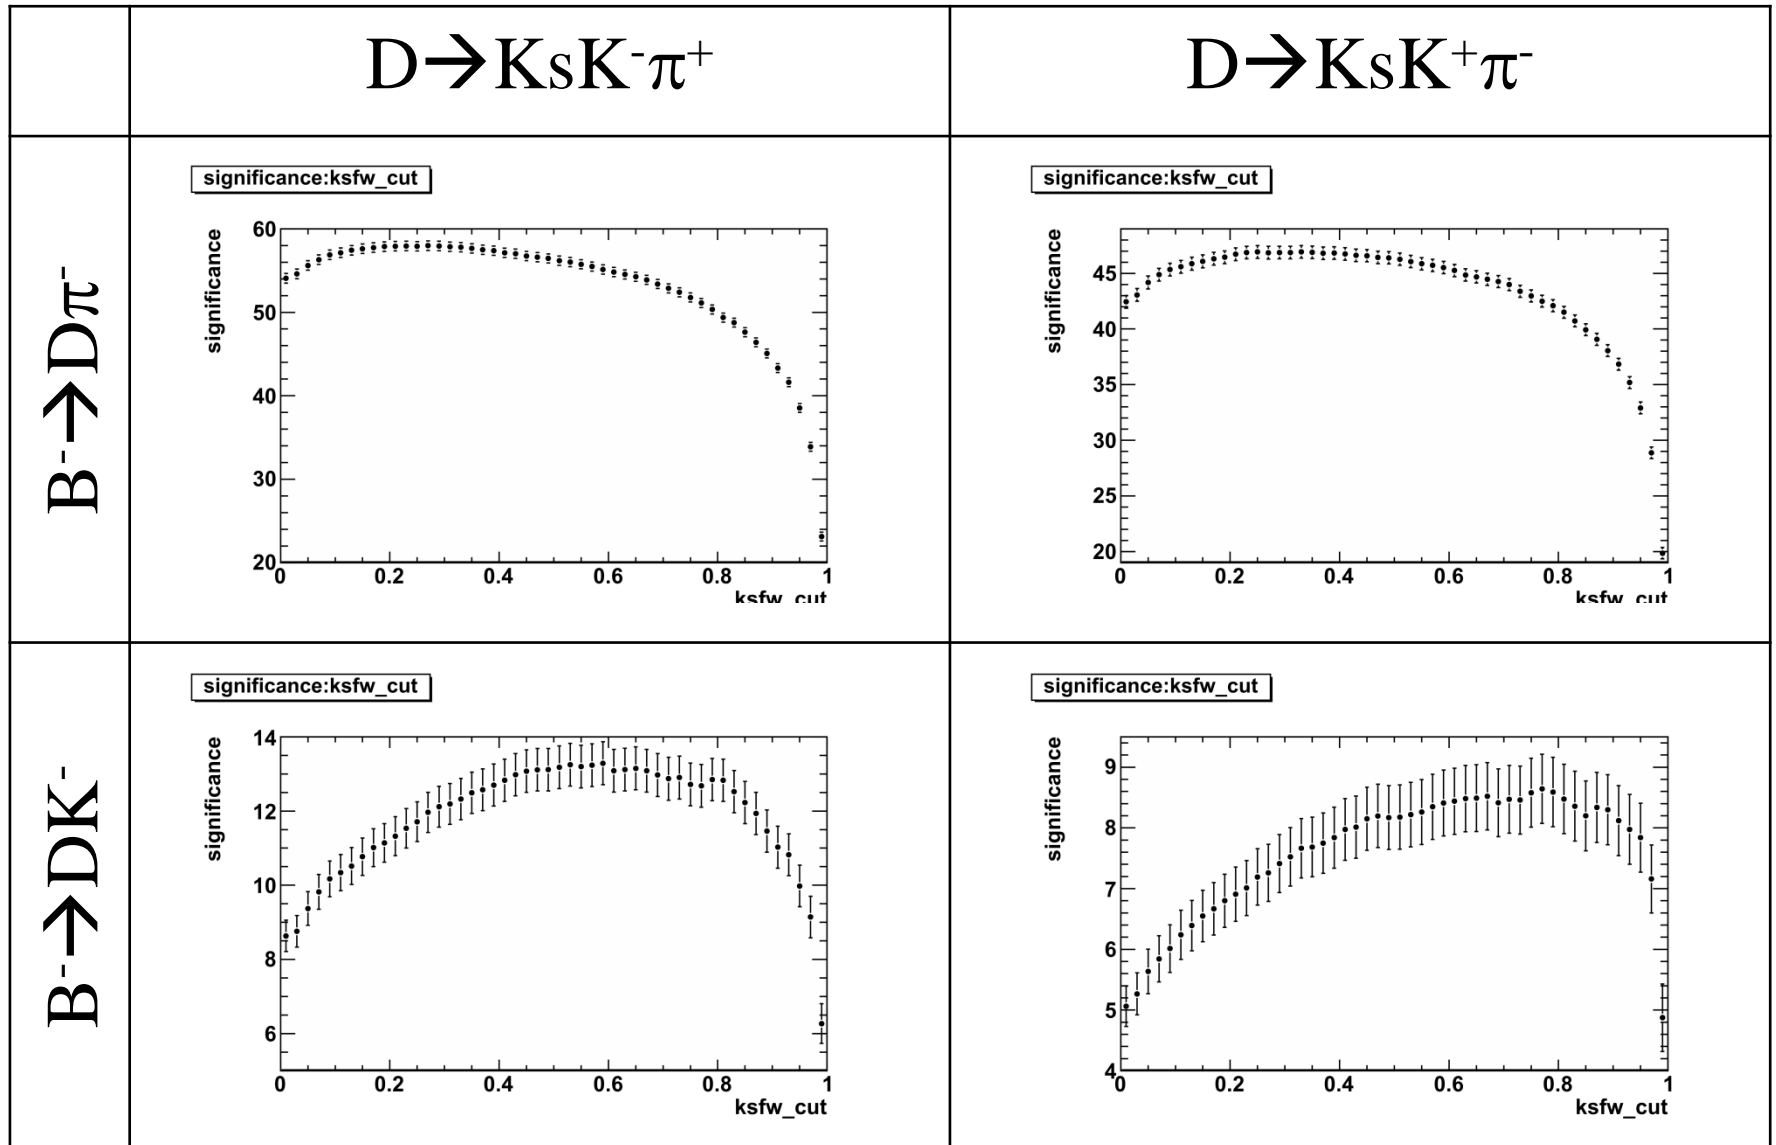 D→KsK⁻π⁺
D→KsK⁺π⁻
B⁻→Dπ⁻
significance:ksfw_cut
significance
60
50
40
30
20
0 0.2 0.4 0.6 0.8 1
ksfw_cut
significance:ksfw_cut
significance
45
40
35
30
25
20
0 0.2 0.4 0.6 0.8 1
ksfw_cut
B⁻→DK⁻
significance:ksfw_cut
significance
14
12
10
8
6
0 0.2 0.4 0.6 0.8 1
ksfw_cut
significance:ksfw_cut
significance
9
8
7
6
5
4
0 0.2 0.4 0.6 0.8 1
ksfw_cut